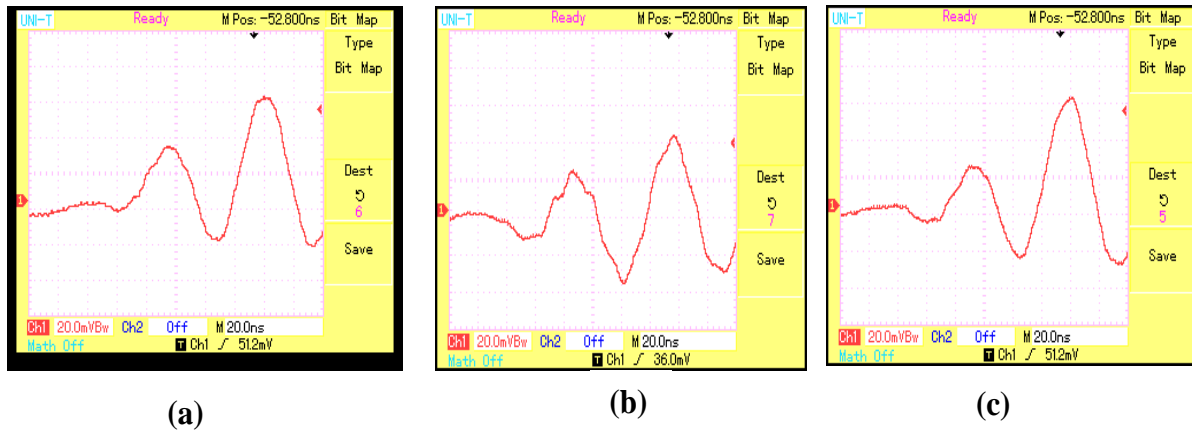 UNI-T Ready M Pos: -52.800ns Bit Map
Type
Bit Map
1
Dest
6
Save
Ch1 20.0mVBw Ch2 Off M 20.0ns
Math Off T Ch1 51.2mV
(a)
UNI-T Ready M Pos: -52.800ns Bit Map
Type
Bit Map
1
Dest
7
Save
Ch1 20.0mVBw Ch2 Off M 20.0ns
Math Off T Ch1 36.0mV
(b)
UNI-T Ready M Pos: -52.800ns Bit Map
Type
Bit Map
1
Dest
5
Save
Ch1 20.0mVBw Ch2 Off M 20.0ns
Math Off T Ch1 51.2mV
(c)